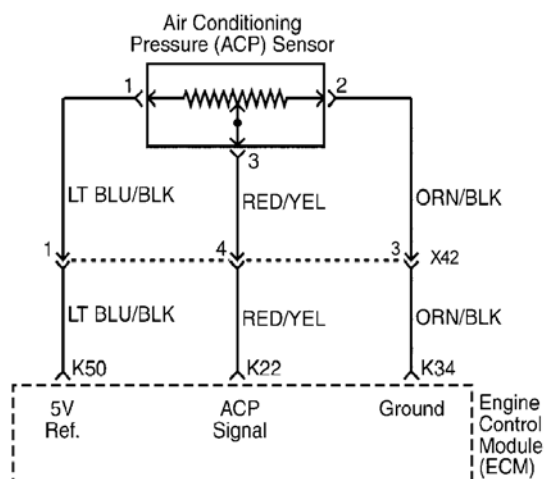 Air Conditioning
Pressure (ACP) Sensor
1
2
3
LT BLU/BLK
RED/YEL
ORN/BLK
1
4
3
X42
LT BLU/BLK
RED/YEL
ORN/BLK
K50
K22
K34
5V
Ref.
ACP
Signal
Ground
Engine
Control
Module
(ECM)